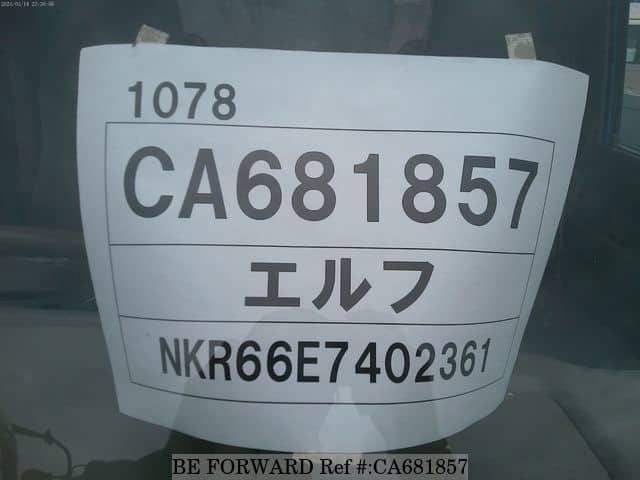 1078
CA681857
エルフ
NKR66E7402361
BE FORWARD Ref #:CA681857